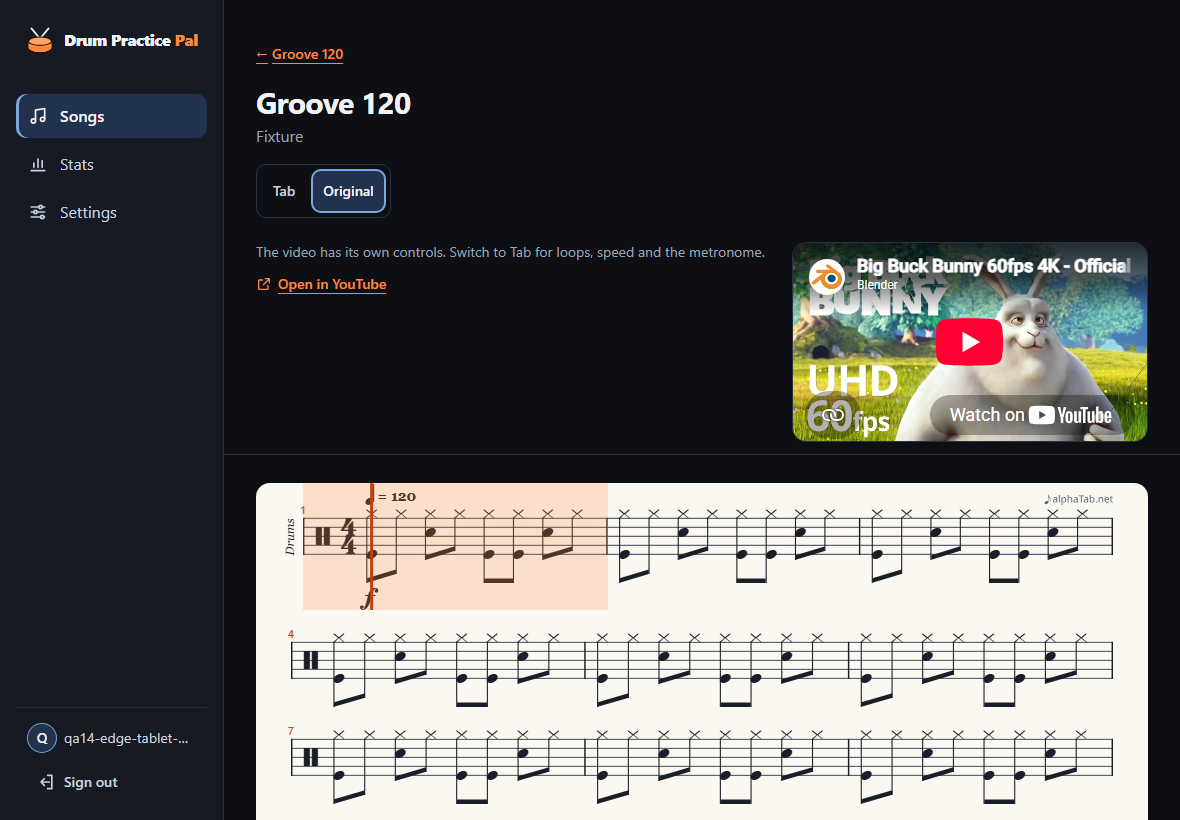 Drum Practice Pal
Songs
Stats
Settings
qa14-edge-tablet-...
Q
Sign out
← Groove 120
Groove 120
Fixture
Tab
Original
The video has its own controls. Switch to Tab for loops, speed and the metronome.
Open in YouTube
Big Buck Bunny 60fps 4K - Official
Blender
BUNNY
UHD
60fps
Watch on YouTube
= 120
alphaTab.net
1
Drums
4
4
f
4
7